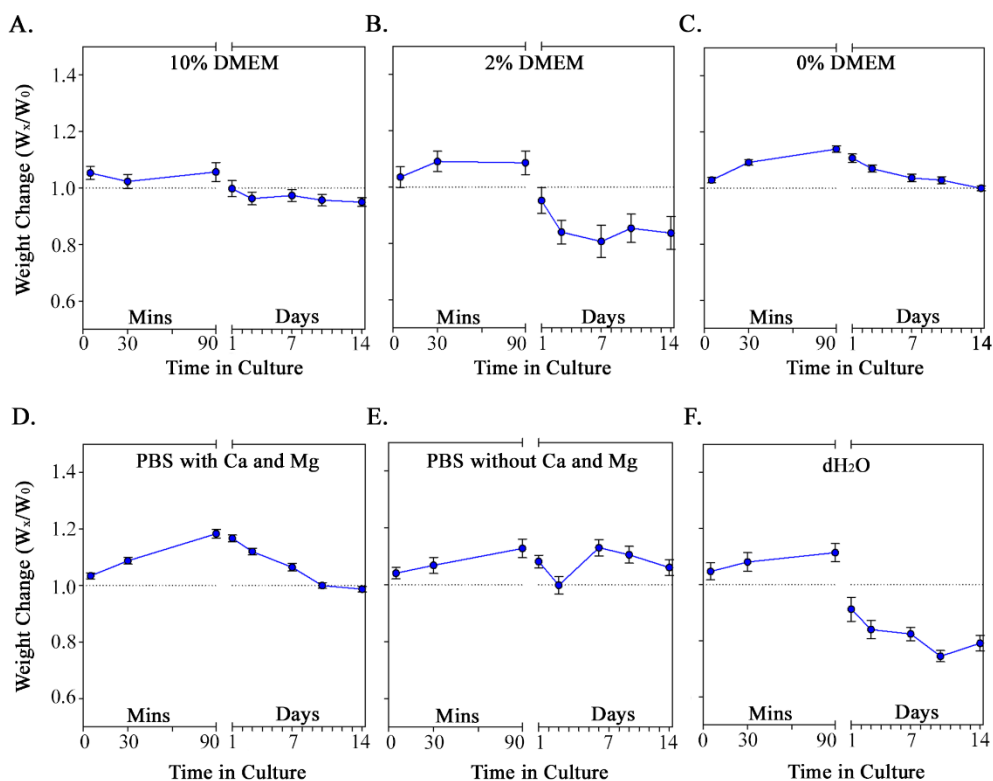 A.
B.
C.
10% DMEM
2% DMEM
0% DMEM
Weight Change (Wx/W0)
1.4
1.2
1.0
0.8
0.6
Mins
Days
Mins
Days
Mins
Days
0
30
90
1
7
14
0
30
90
1
7
14
0
30
90
1
7
14
Time in Culture
Time in Culture
Time in Culture
D.
E.
F.
PBS with Ca and Mg
PBS without Ca and Mg
dH2O
Weight Change (Wx/W0)
1.4
1.2
1.0
0.8
0.6
Mins
Days
Mins
Days
Mins
Days
0
30
90
1
7
14
0
30
90
1
7
14
0
30
90
1
7
14
Time in Culture
Time in Culture
Time in Culture